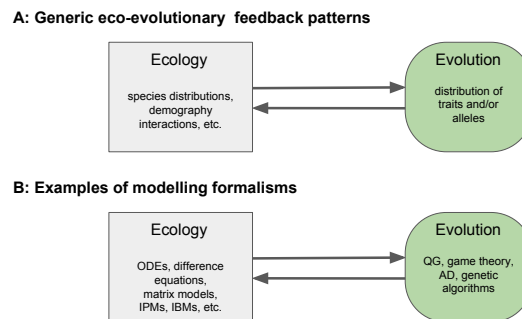 A: Generic eco-evolutionary feedback patterns
Ecology
species distributions,
demography
interactions, etc.
Evolution
distribution of
traits and/or
alleles
B: Examples of modelling formalisms
Ecology
ODEs, difference
equations,
matrix models,
IPMs, IBMs, etc.
Evolution
QG, game theory,
AD, genetic
algorithms